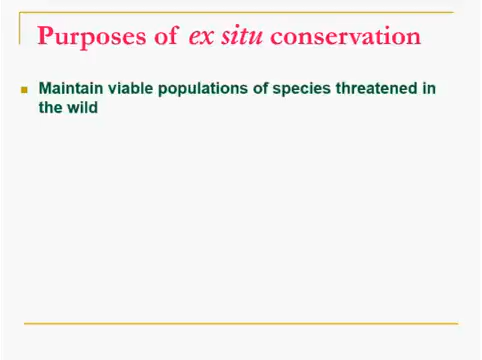 Purposes of ex situ conservation
Maintain viable populations of species threatened in
the wild